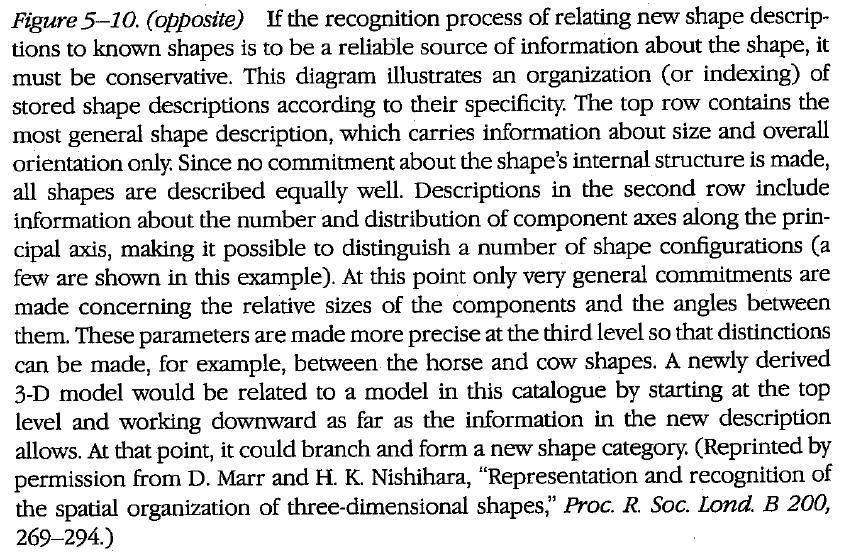 Figure 5–10. (opposite) If the recognition process of relating new shape descrip-
tions to known shapes is to be a reliable source of information about the shape, it
must be conservative. This diagram illustrates an organization (or indexing) of
stored shape descriptions according to their specificity. The top row contains the
most general shape description, which carries information about size and overall
orientation only. Since no commitment about the shape's internal structure is made,
all shapes are described equally well. Descriptions in the second row include
information about the number and distribution of component axes along the prin-
cipal axis, making it possible to distinguish a number of shape configurations (a
few are shown in this example). At this point only very general commitments are
made concerning the relative sizes of the components and the angles between
them. These parameters are made more precise at the third level so that distinctions
can be made, for example, between the horse and cow shapes. A newly derived
3-D model would be related to a model in this catalogue by starting at the top
level and working downward as far as the information in the new description
allows. At that point, it could branch and form a new shape category. (Reprinted by
permission from D. Marr and H. K. Nishihara, “Representation and recognition of
the spatial organization of three-dimensional shapes,” Proc. R. Soc. Lond. B 200,
269–294.)